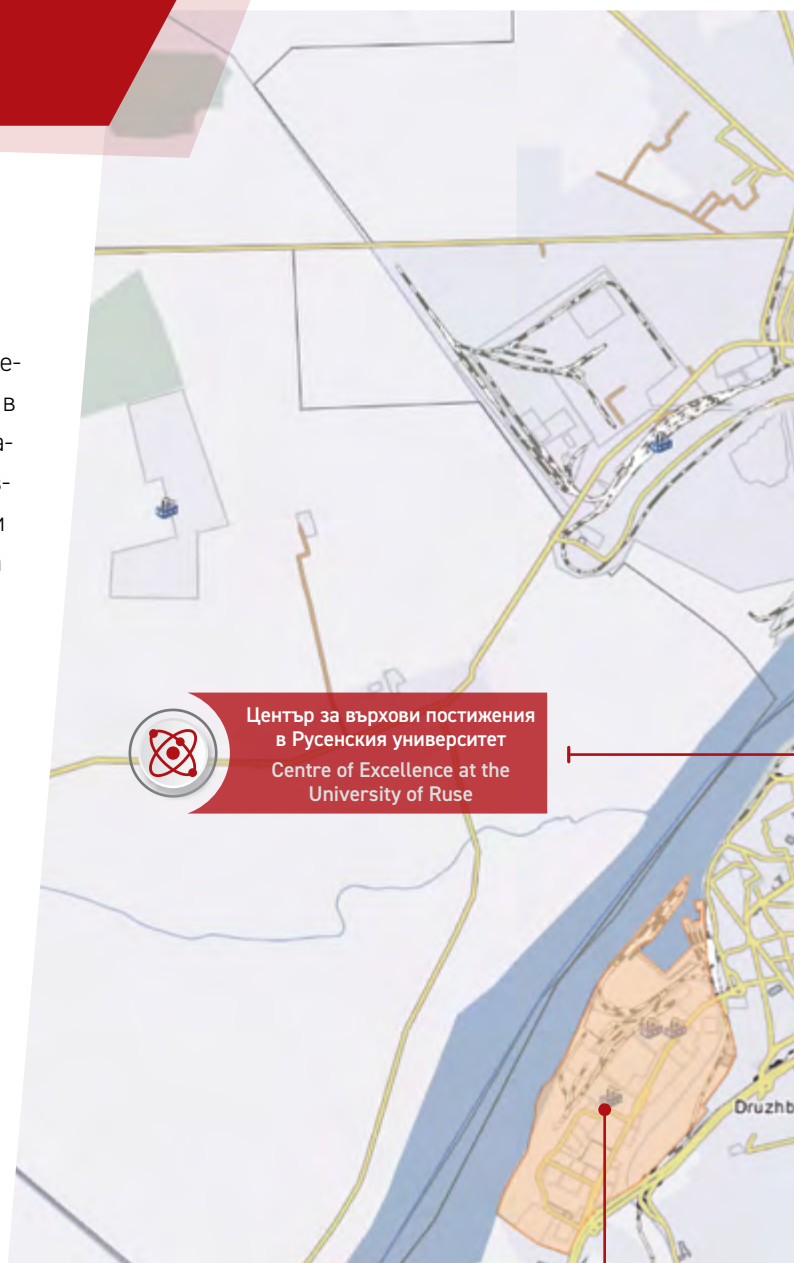 е-
в
а-
в-
и
Център за върхови постижения
в Русенския университет
Centre of Excellence at the
University of Ruse
Druzhb